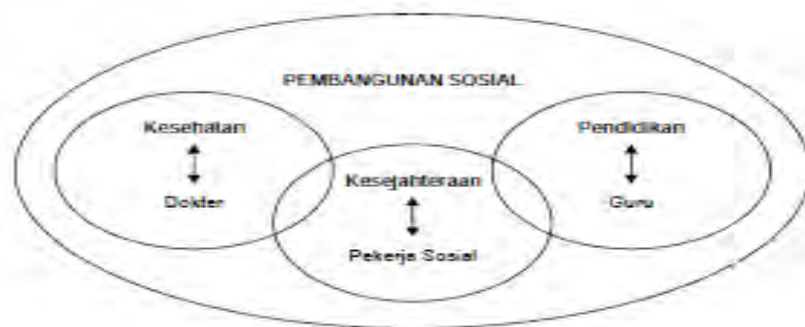 PEMBANGUNAN SOSIAL
Kesehatan
Dokter
Kesejahteraan
Pekerja Sosial
Pendidikan
Guru